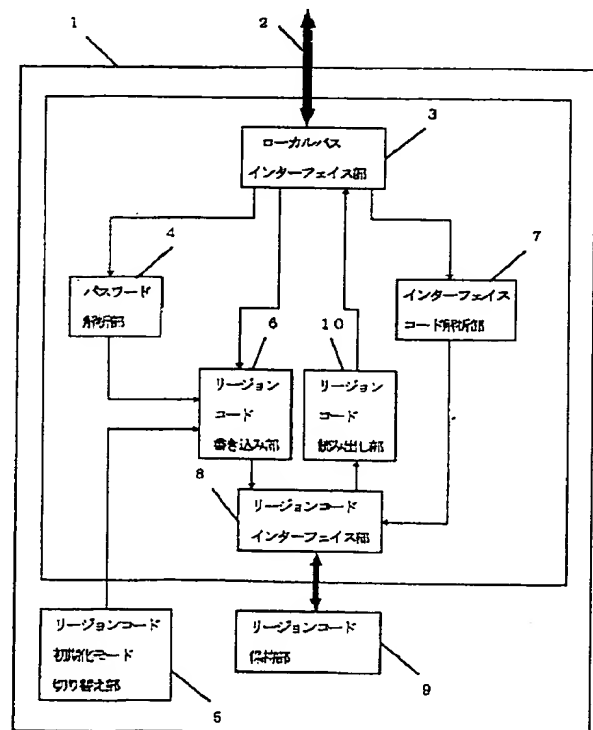 1
2
3
ローカルバス
インターフェイス部
4
パスワード
解析部
7
インターフェイス
コード解析部
6
リージョン
コード
書き込み部
10
リージョン
コード
読み出し部
8
リージョンコード
インターフェイス部
リージョンコード
初期化モード
切り替え部
5
リージョンコード
保持部
9